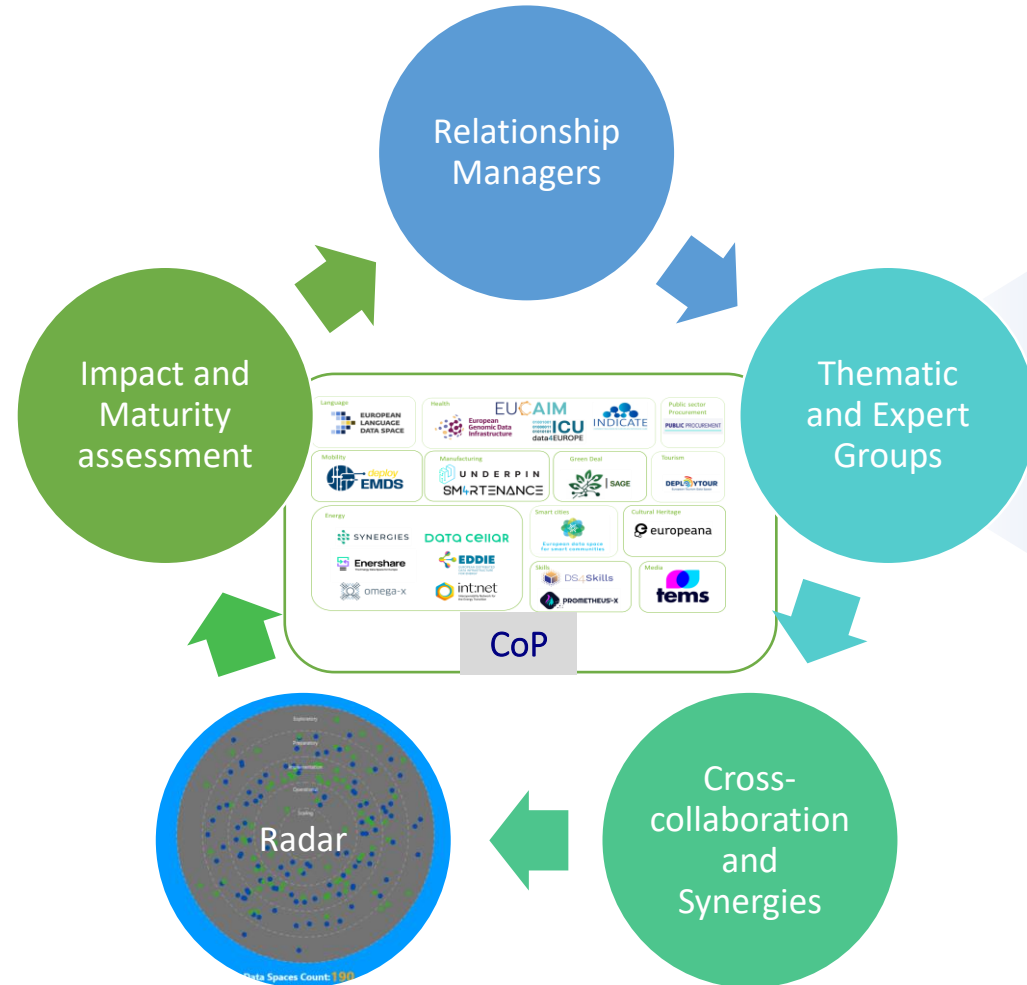 Relationship
Managers
Impact and
Maturity
assessment
Thematic
and Expert
Groups
Language
EUROPEAN
LANGUAGE
DATA SPACE
Health
EUCAIM
European
Genomic Data
Infrastructure
ICU
data4EUROPE
INDICATE
Public sector
Procurement
PUBLIC PROCUREMENT
Mobility
deploy
EMDS
Manufacturing
UNDERPIN
SM4RTENANCE
Green Deal
SAGE
Tourism
DEPLOYTOUR
Energy
SYNERGIES
DATA CELLAR
Enershare
EDDIE
omega-x
int:net
Smart cities
European data space
for smart communities
Cultural Heritage
europeana
Skills
DS4Skills
PROMETHEUS-X
Media
tems
CoP
Exploratory
Preparatory
Implementation
Operational
Scaling
Radar
Data Spaces Count:190
Cross-
collaboration
and
Synergies